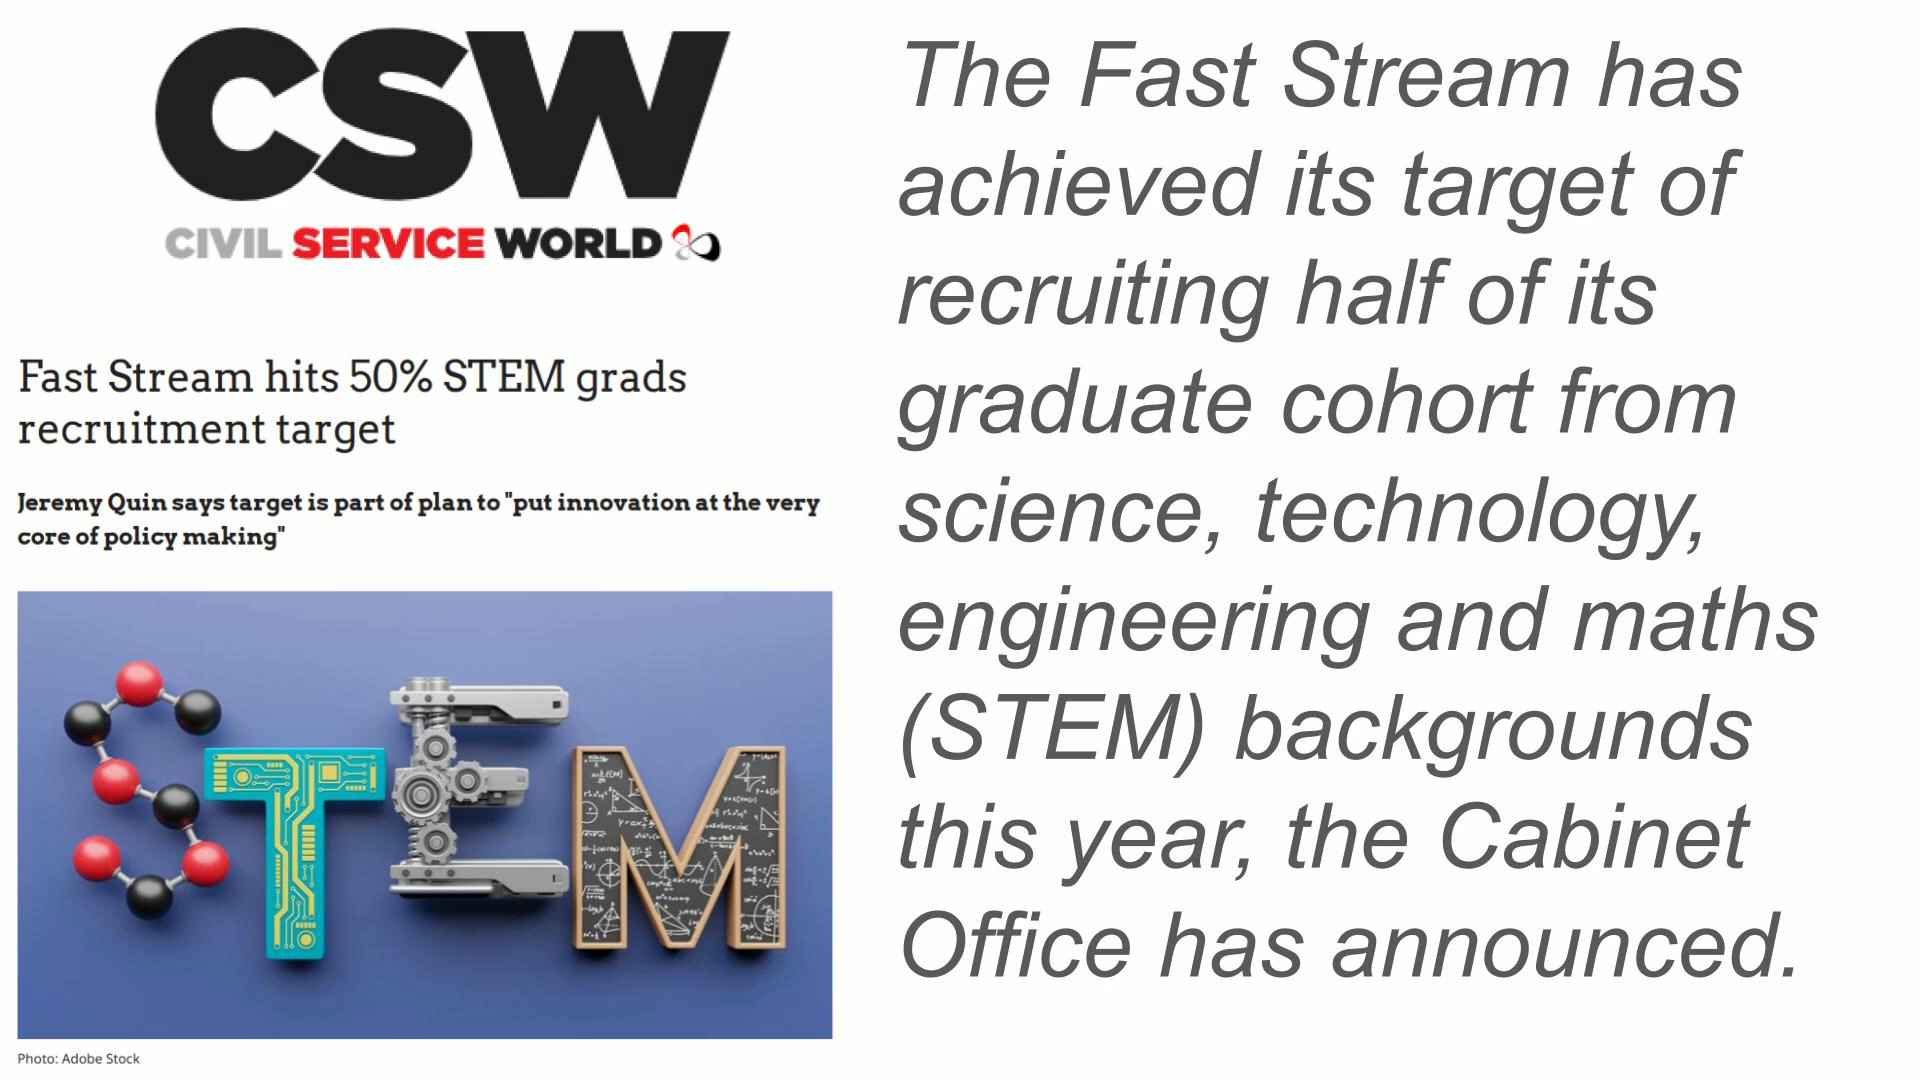 CSW
CIVIL SERVICE WORLD
Fast Stream hits 50% STEM grads
recruitment target
Jeremy Quin says target is part of plan to "put innovation at the very
core of policy making"
STEM
Photo: Adobe Stock
The Fast Stream has
achieved its target of
recruiting half of its
graduate cohort from
science, technology,
engineering and maths
(STEM) backgrounds
this year, the Cabinet
Office has announced.